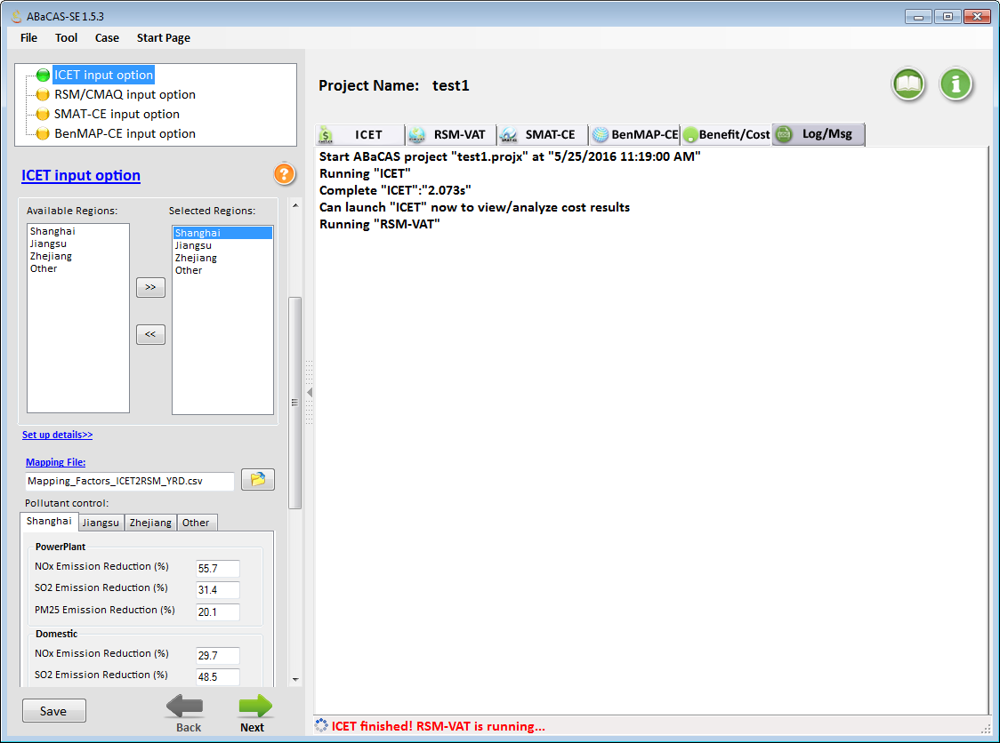 ABaCAS-SE1.5.3
File Tool Case Start Page
ICET input option
RSM/CMAQ input option
SMAT-CE input option
BenMAP-CE input option
Project Name: test1
ICET input option
?
i
ICET RSM-VAT SMAT-CE BenMAP-CE Benefit/Cost Log/Msg
Available Regions:
Selected Regions:
Shanghai
Jiangsu
Zhejiang
Other
>>
<<
Shanghai
Jiangsu
Zhejiang
Other
Set up details>>
Mapping File:
Mapping_Factors_ICET2RSM_YRD.csv
Pollutant control:
Shanghai Jiangsu Zhejiang Other
PowerPlant
NOx Emission Reduction (%) 55.7
SO2 Emission Reduction (%) 31.4
PM25 Emission Reduction (%) 20.1
Domestic
NOx Emission Reduction (%) 29.7
SO2 Emission Reduction (%) 48.5
Save
Back
Next
Start ABaCAS project "test1.projx" at "5/25/2016 11:19:00 AM"
Running "ICET"
Complete "ICET":"2.073s"
Can launch "ICET" now to view/analyze cost results
Running "RSM-VAT"
ICET finished! RSM-VAT is running...